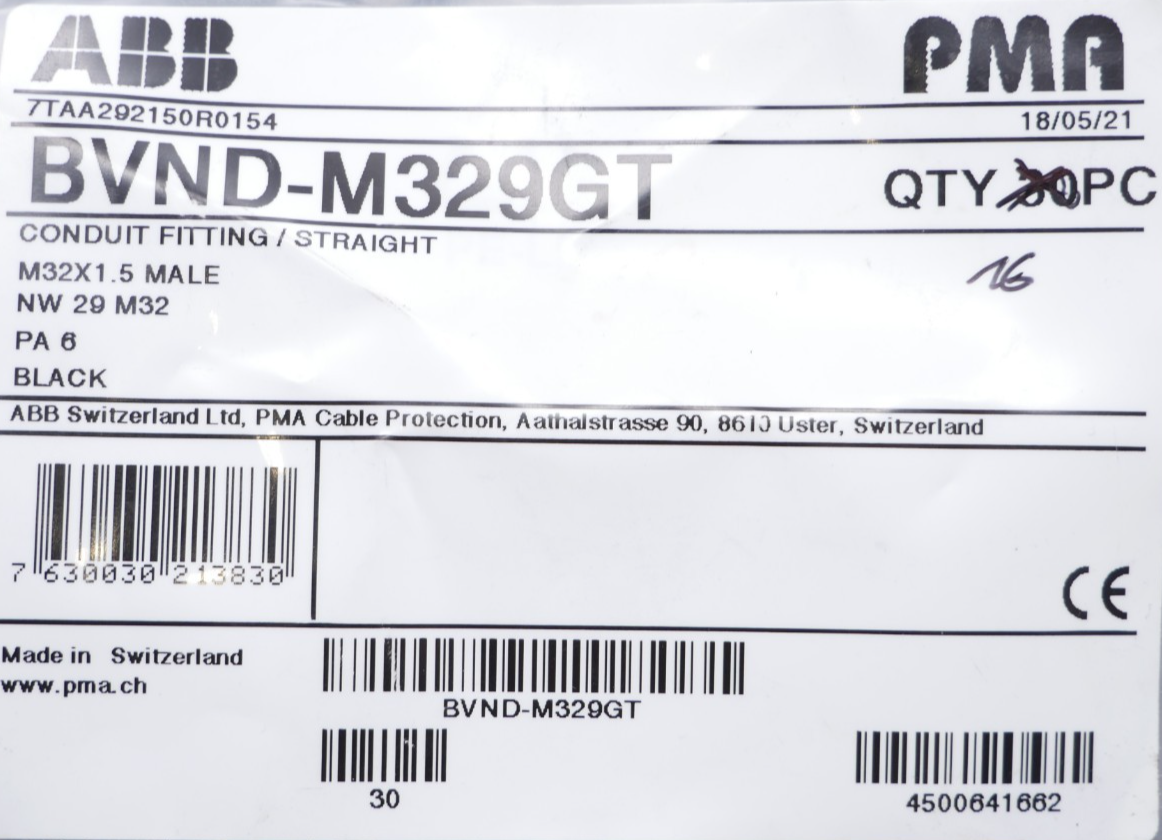 ABB PMA
7TAA292150R0154 18/05/21
BVND-M329GT QTY 30PC
CONDUIT FITTING / STRAIGHT
M32X1.5 MALE
16
NW 29 M32
PA 6
BLACK
ABB Switzerland Ltd, PMA Cable Protection, Aathalstrasse 90, 8610 Uster, Switzerland
7 630030 213830
CE
Made in Switzerland
www.pma.ch
BVND-M329GT
30
4500641662